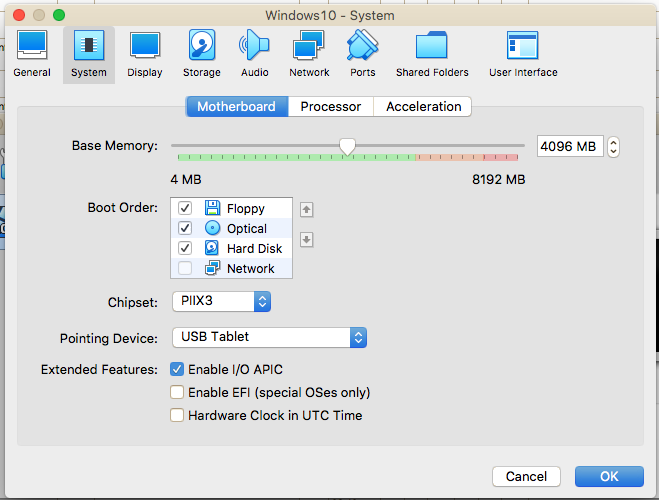 Windows10 - System
General System Display Storage Audio Network Ports Shared Folders User Interface
Motherboard Processor Acceleration
Base Memory: 4096 MB
4 MB 8192 MB
Boot Order: Floppy
Optical
Hard Disk
Network
Chipset: PIIX3
Pointing Device: USB Tablet
Extended Features: Enable I/O APIC
Enable EFI (special OSes only)
Hardware Clock in UTC Time
Cancel OK